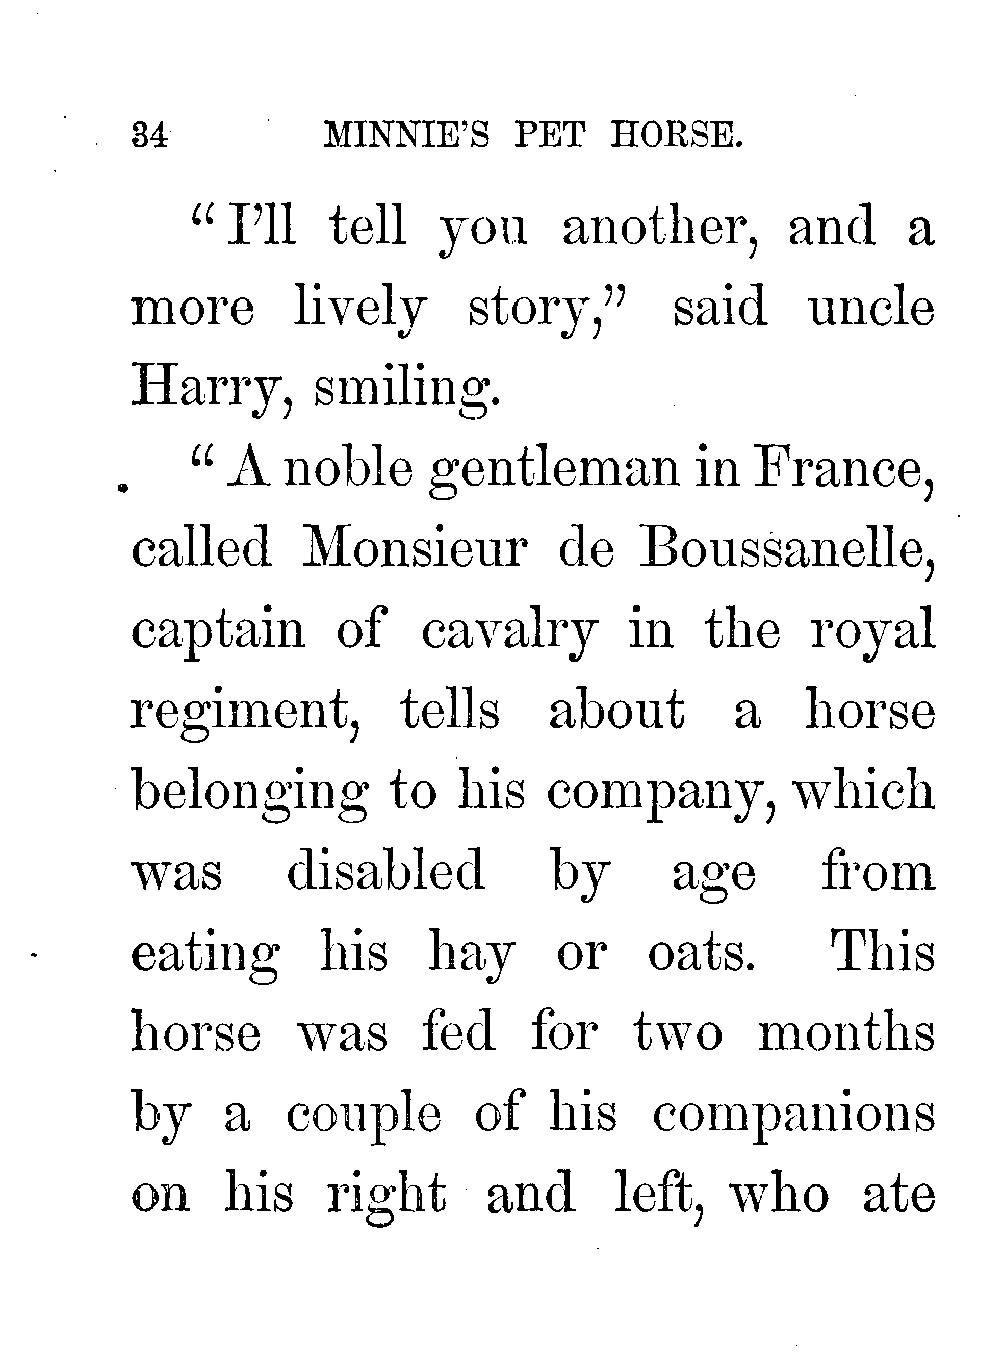 34 MINNIE'S PET HORSE.
"I'll tell you another, and a
more lively story," said uncle
Harry, smiling.
"A noble gentleman in France,
called Monsieur de Boussanelle,
captain of cavalry in the royal
regiment, tells about a horse
belonging to his company, which
was disabled by age from
eating his hay or oats. This
horse was fed for two months
by a couple of his companions
on his right and left, who ate